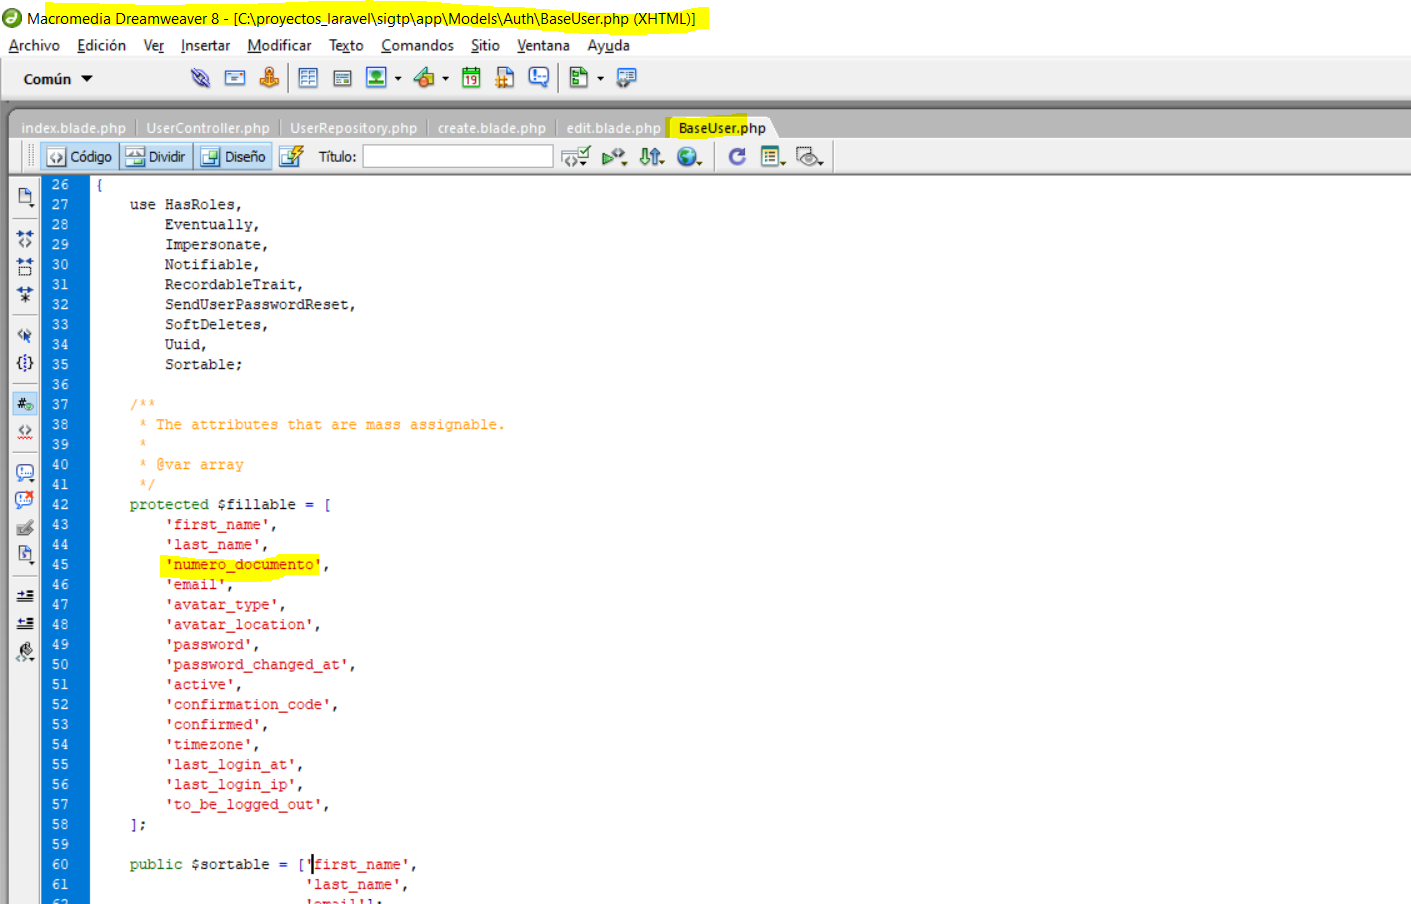 Macromedia Dreamweaver 8 - [C:\proyectos_laravel\sigtp\app\Models\Auth\BaseUser.php (XHTML)]
Archivo Edición Ver Insertar Modificar Texto Comandos Sitio Ventana Ayuda
Común
19
index.blade.php UserController.php UserRepository.php create.blade.php edit.blade.php BaseUser.php
Código Dividir Diseño Título:
26 {
27 use HasRoles,
28 Eventually,
29 Impersonate,
30 Notifiable,
31 RecordableTrait,
32 SendUserPasswordReset,
33 SoftDeletes,
34 Uuid,
35 Sortable;
36
37 /**
38 * The attributes that are mass assignable.
39 *
40 * @var array
41 */
42 protected $fillable = [
43 'first_name',
44 'last_name',
45 'numero_documento',
46 'email',
47 'avatar_type',
48 'avatar_location',
49 'password',
50 'password_changed_at',
51 'active',
52 'confirmation_code',
53 'confirmed',
54 'timezone',
55 'last_login_at',
56 'last_login_ip',
57 'to_be_logged_out',
58 ];
59
60 public $sortable = ['first_name',
61 'last_name',
62 'email'];